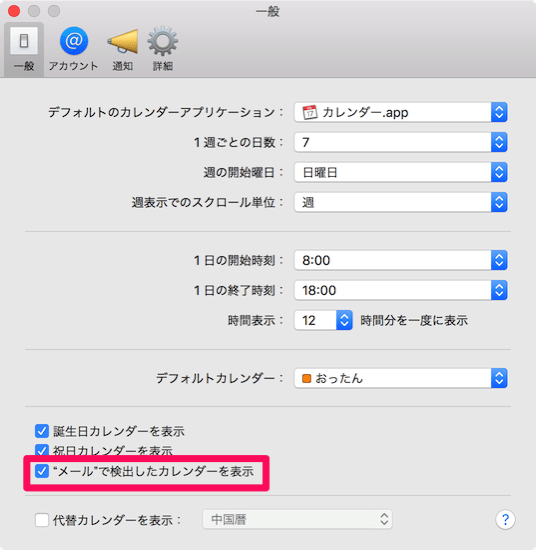 一般
一般 アカウント 通知 詳細
デフォルトのカレンダーアプリケーション： 17 カレンダー.app
1週ごとの日数： 7
週の開始曜日： 日曜日
週表示でのスクロール単位： 週
1日の開始時刻： 8:00
1日の終了時刻： 18:00
時間表示： 12 時間分を一度に表示
デフォルトカレンダー： おったん
誕生日カレンダーを表示
祝日カレンダーを表示
“メール”で検出したカレンダーを表示
代替カレンダーを表示： 中国暦 ?